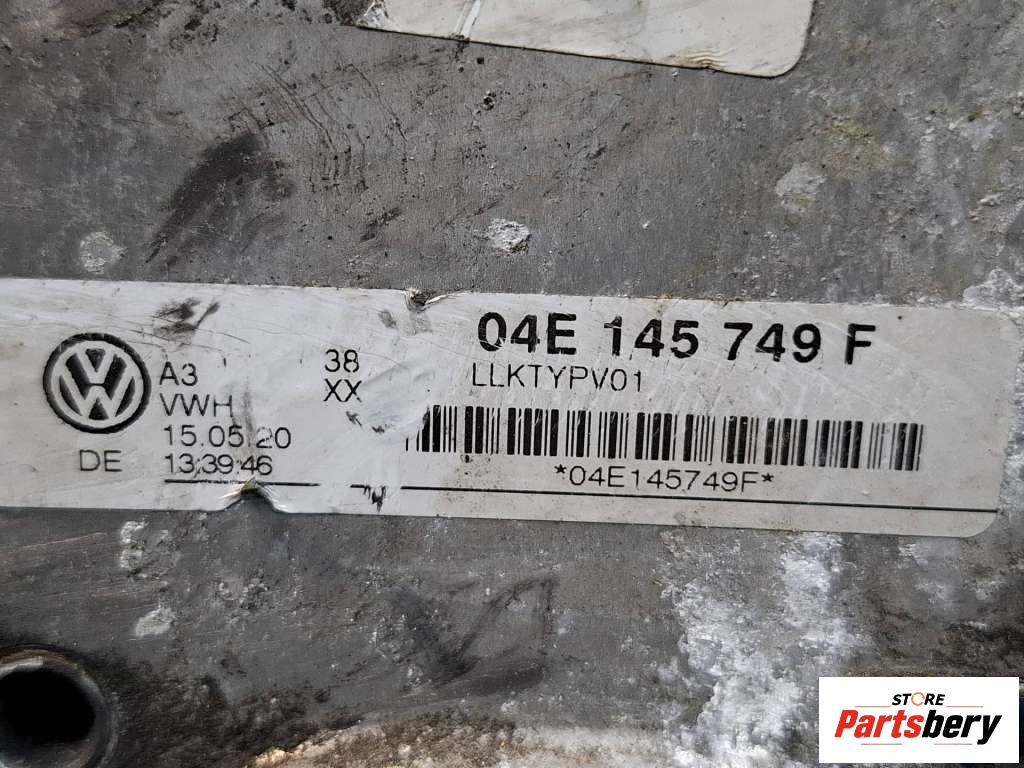 04E 145 749 F
LLKTYPV01
A3 38
VWH XX
15.05.20
DE 13:39:46
*04E145749F*
STORE
Partsbery